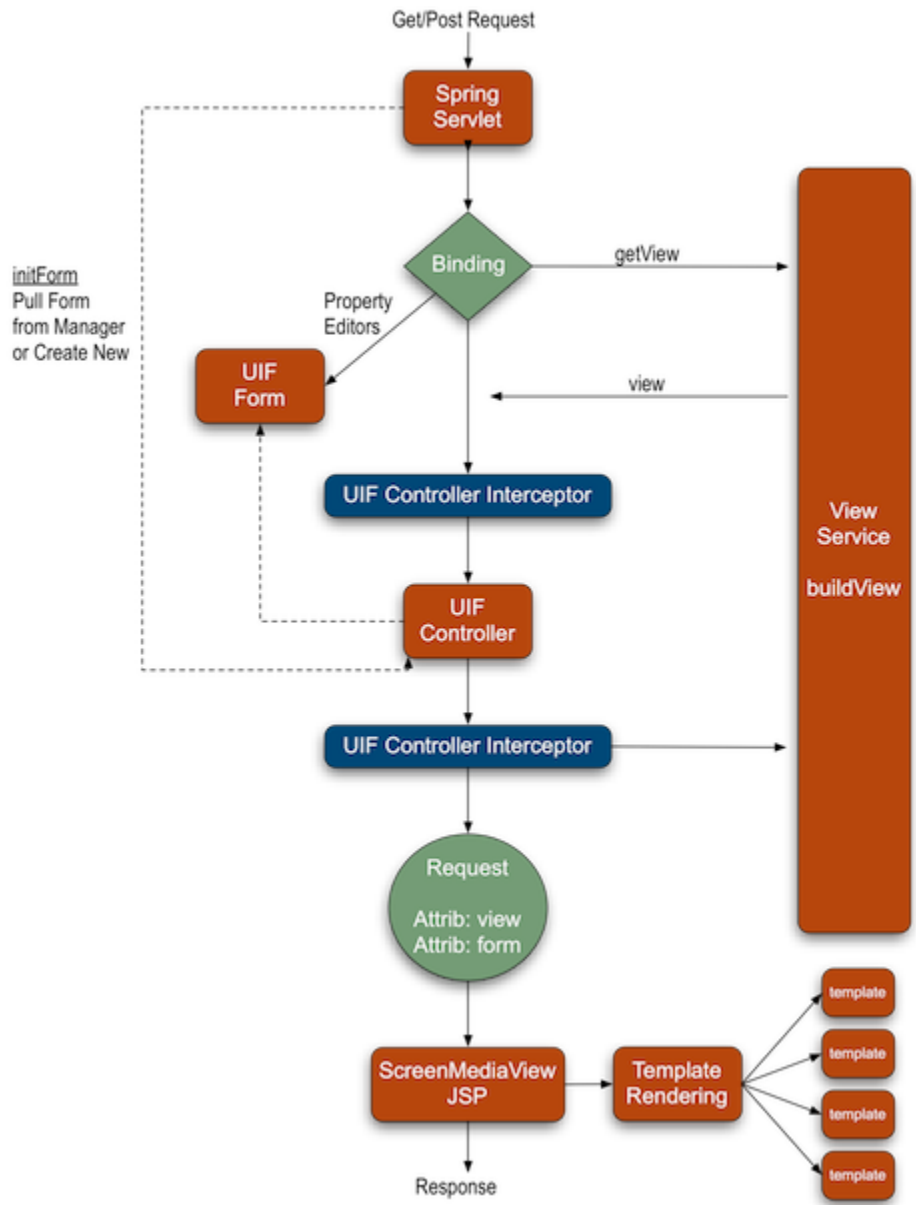 Get/Post Request
Spring
Servlet
Binding
getView
initForm
Pull Form
from Manager
or Create New
Property
Editors
UIF
Form
view
UIF Controller Interceptor
View
Service
buildView
UIF
Controller
UIF Controller Interceptor
Request
Attrib: view
Attrib: form
template
template
template
template
ScreenMediaView
JSP
Template
Rendering
Response